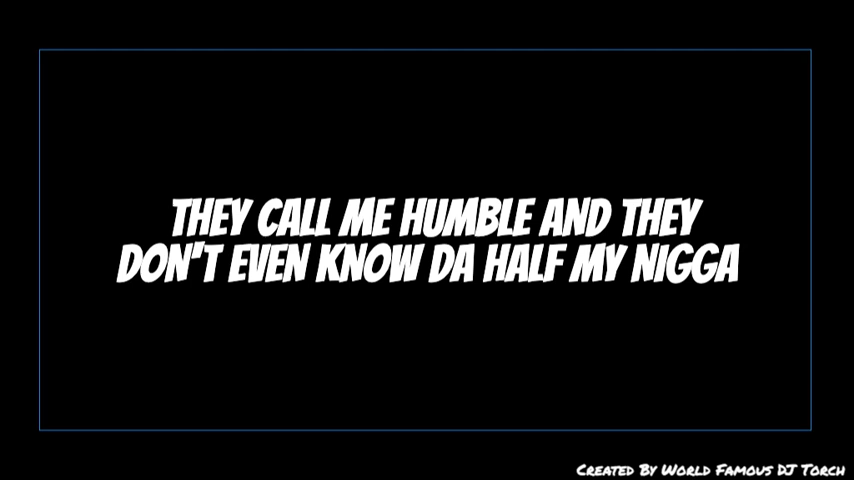 THEY CALL ME HUMBLE AND THEY
DON'T EVEN KNOW DA HALF MY NIGGA
CREATED BY WORLD FAMOUS DJ TORCH